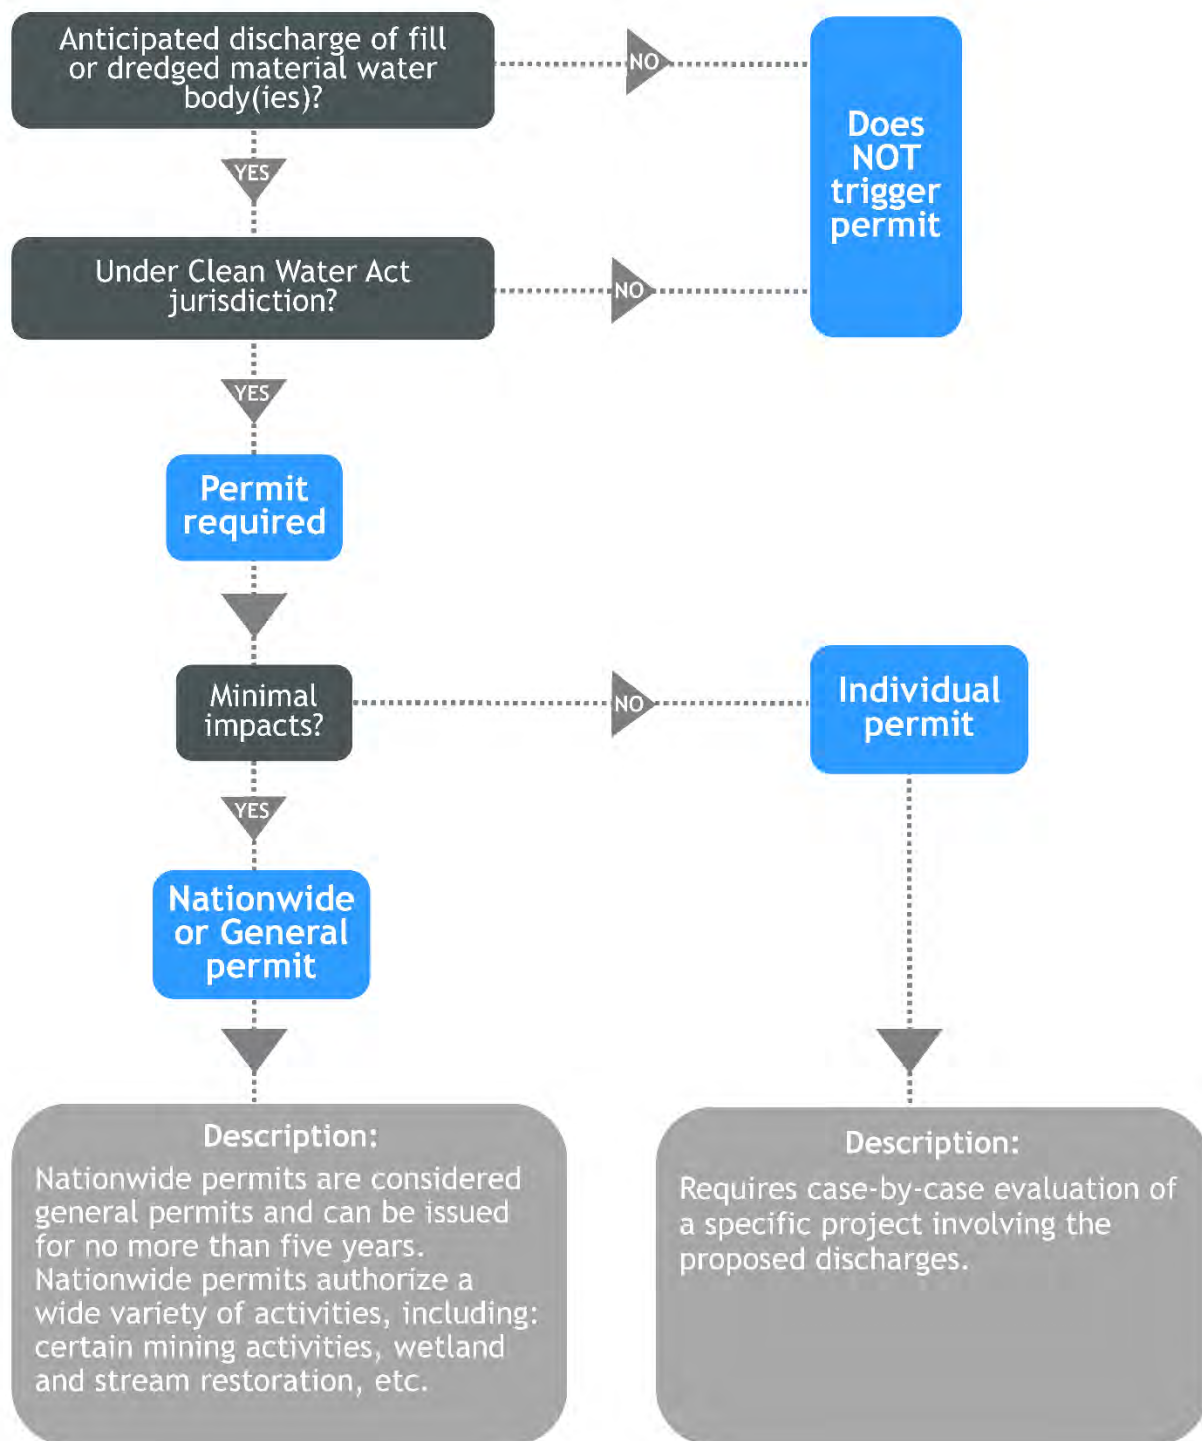 Anticipated discharge of fill
or dredged material water
body(ies)?
NO
Does
NOT
trigger
permit
YES
Under Clean Water Act
jurisdiction?
NO
YES
Permit
required
Minimal
impacts?
NO
Individual
permit
YES
Nationwide
or General
permit
Description:
Nationwide permits are considered
general permits and can be issued
for no more than five years.
Nationwide permits authorize a
wide variety of activities, including:
certain mining activities, wetland
and stream restoration, etc.
Description:
Requires case-by-case evaluation of
a specific project involving the
proposed discharges.